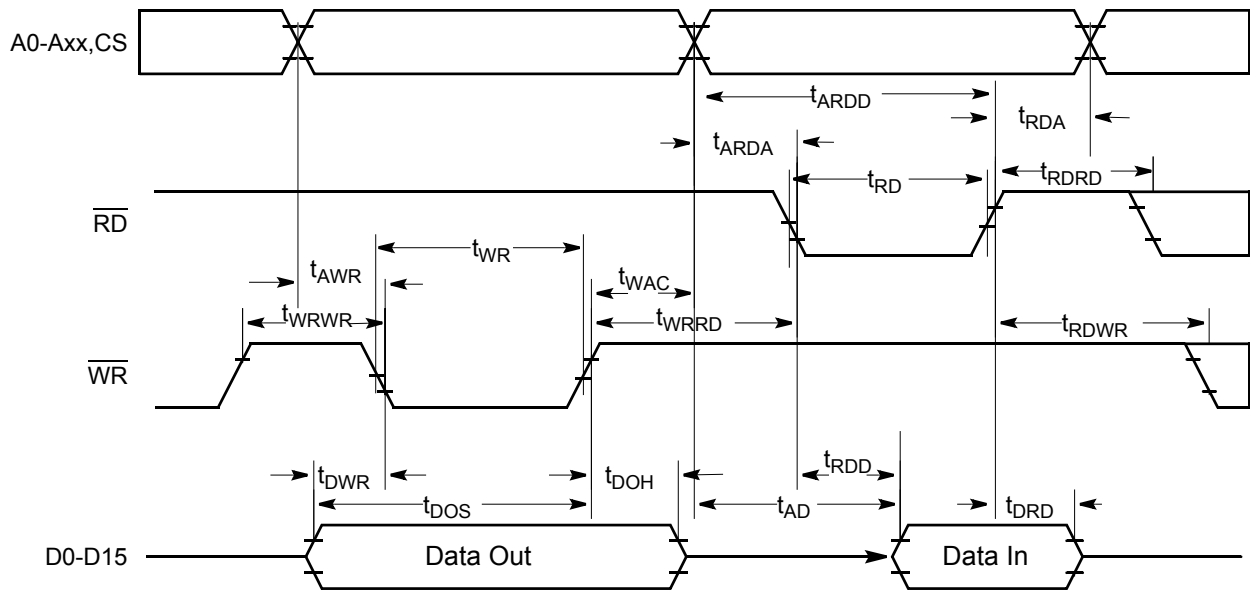 A0-Axx,CS
tARDD
tRDA
tARDA
tRD
tRDRD
RD
tWR
tAWR
tWAC
tWRWR
tWRRD
tRDWR
WR
tRDD
tDWR
tDOH
tDOS
tAD
tDRD
D0-D15
Data Out
Data In